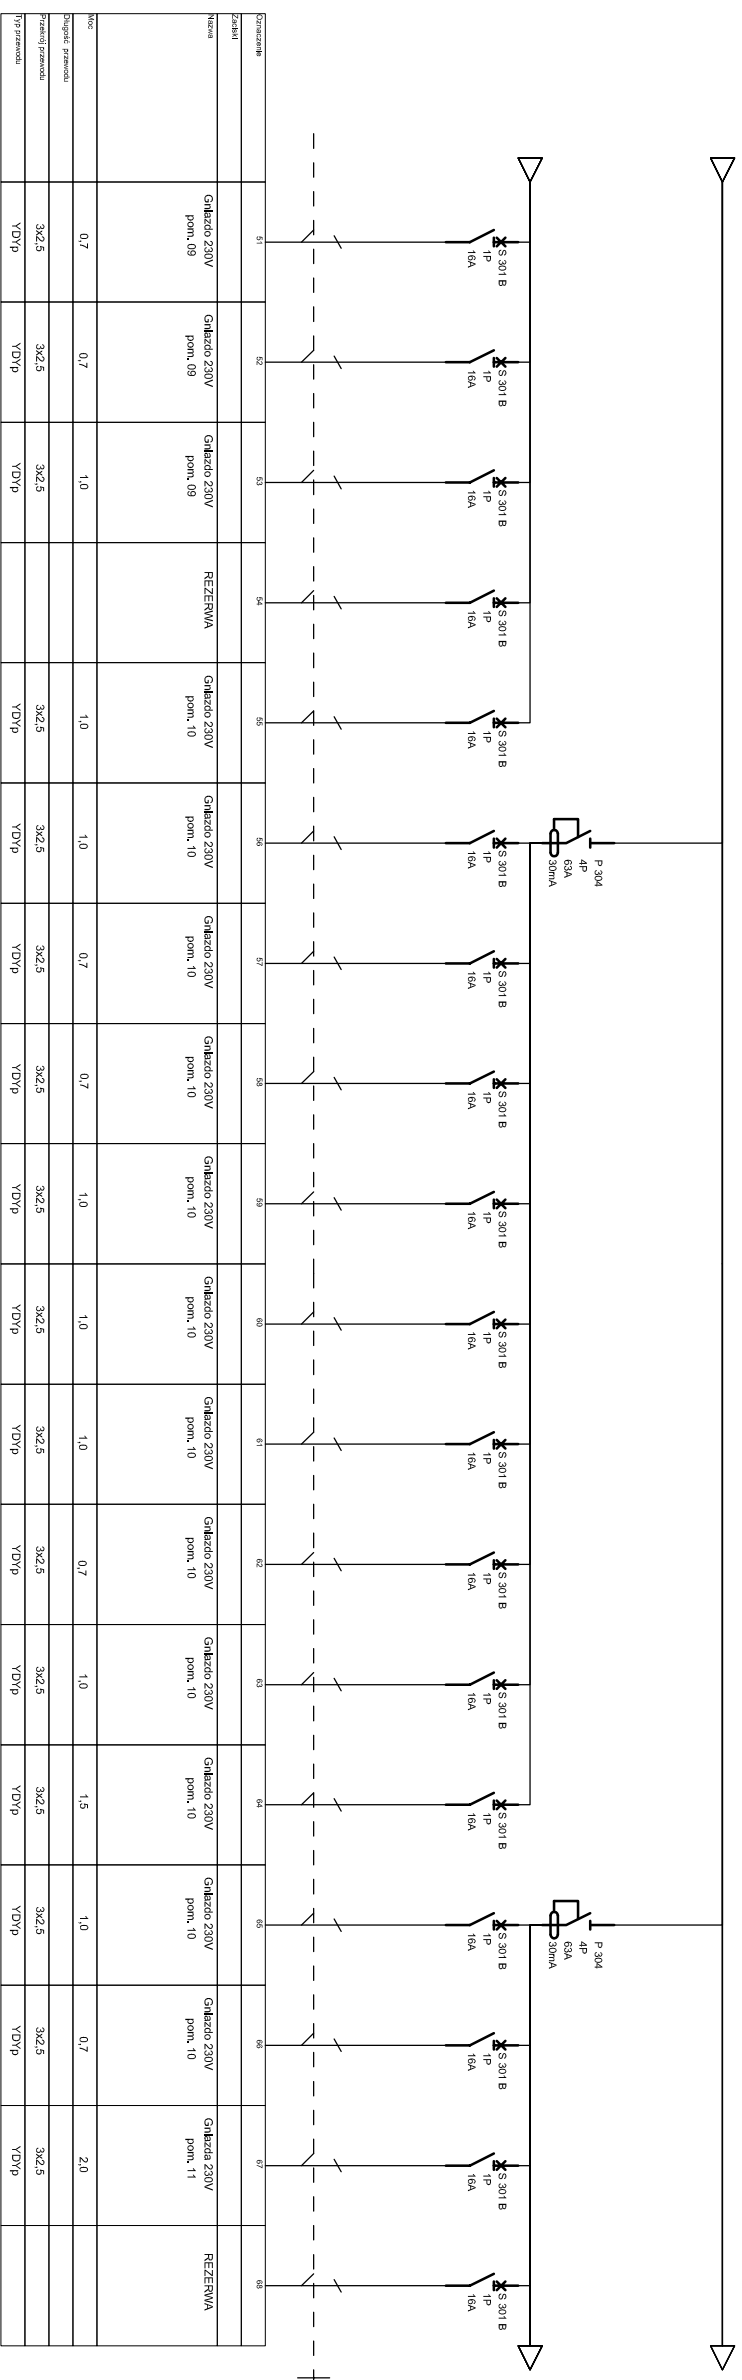 P 304
4P
63A
30mA
P 304
4P
63A
30mA
S 301 B
1P
16A
S 301 B
1P
16A
S 301 B
1P
16A
S 301 B
1P
16A
S 301 B
1P
16A
S 301 B
1P
16A
S 301 B
1P
16A
S 301 B
1P
16A
S 301 B
1P
16A
S 301 B
1P
16A
S 301 B
1P
16A
S 301 B
1P
16A
S 301 B
1P
16A
S 301 B
1P
16A
S 301 B
1P
16A
S 301 B
1P
16A
S 301 B
1P
16A
S 301 B
1P
16A
Oznaczenie 51 52 53 54 55 56 57 58 59 60 61 62 63 64 65 66 67 68
Zaciski
Nazwa
Gniazdo 230V
pom. 09
Gniazdo 230V
pom. 09
Gniazdo 230V
pom. 09
REZERWA
Gniazdo 230V
pom. 10
Gniazdo 230V
pom. 10
Gniazdo 230V
pom. 10
Gniazdo 230V
pom. 10
Gniazdo 230V
pom. 10
Gniazdo 230V
pom. 10
Gniazdo 230V
pom. 10
Gniazdo 230V
pom. 10
Gniazdo 230V
pom. 10
Gniazdo 230V
pom. 10
Gniazdo 230V
pom. 10
Gniazdo 230V
pom. 10
Gniazda 230V
pom. 11
REZERWA
Moc 0,7 0,7 1,0 1,0 1,0 0,7 0,7 1,0 1,0 1,0 0,7 1,0 1,5 1,0 0,7 2,0
Długość przewodu
Przekrój przewodu 3x2,5 3x2,5 3x2,5 3x2,5 3x2,5 3x2,5 3x2,5 3x2,5 3x2,5 3x2,5 3x2,5 3x2,5 3x2,5 3x2,5 3x2,5 3x2,5
Typ przewodu YDYp YDYp YDYp YDYp YDYp YDYp YDYp YDYp YDYp YDYp YDYp YDYp YDYp YDYp YDYp YDYp